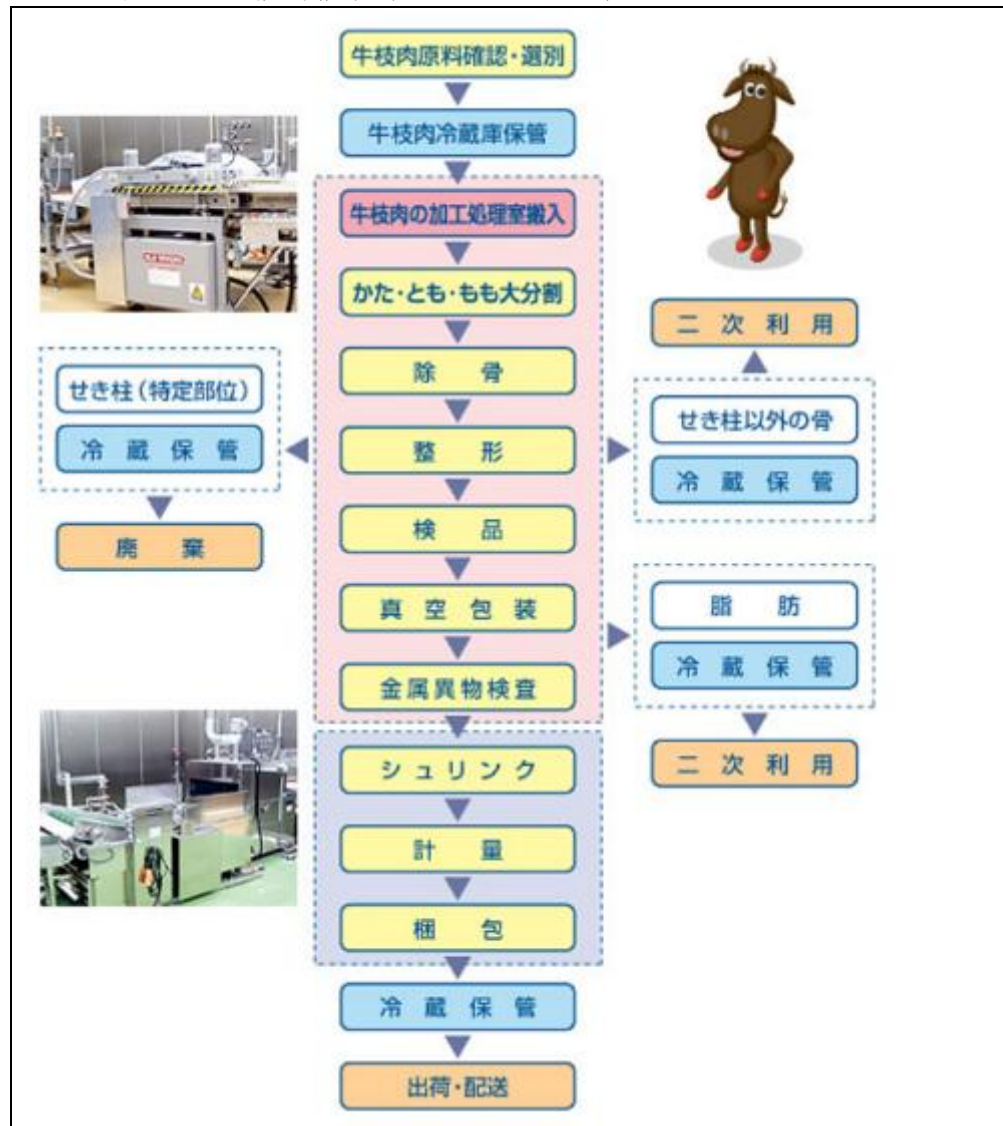 牛枝肉原料確認・選別
牛枝肉冷蔵庫保管
牛枝肉の加工処理室搬入
かた・とも・もも大分割
除骨
整形
検品
真空包装
金属異物検査
シュリンク
計量
梱包
冷蔵保管
出荷・配送
せき柱（特定部位）
冷蔵保管
廃棄
二次利用
せき柱以外の骨
冷蔵保管
脂肪
冷蔵保管
二次利用